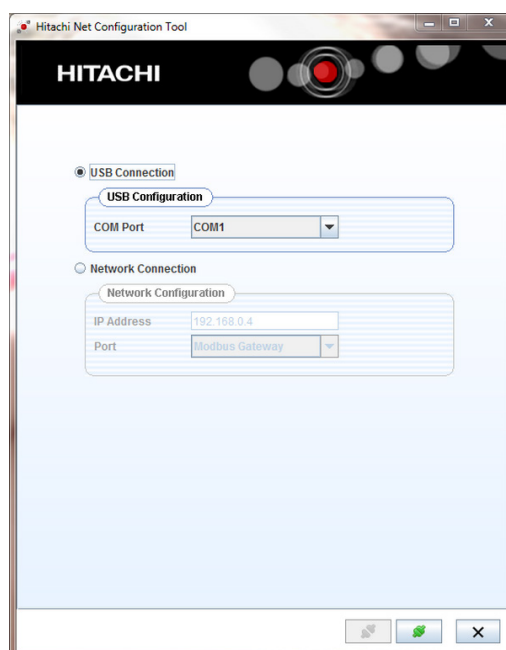 Hitachi Net Configuration Tool
HITACHI
USB Connection
USB Configuration
COM Port COM1
Network Connection
Network Configuration
IP Address 192.168.0.4
Port Modbus Gateway